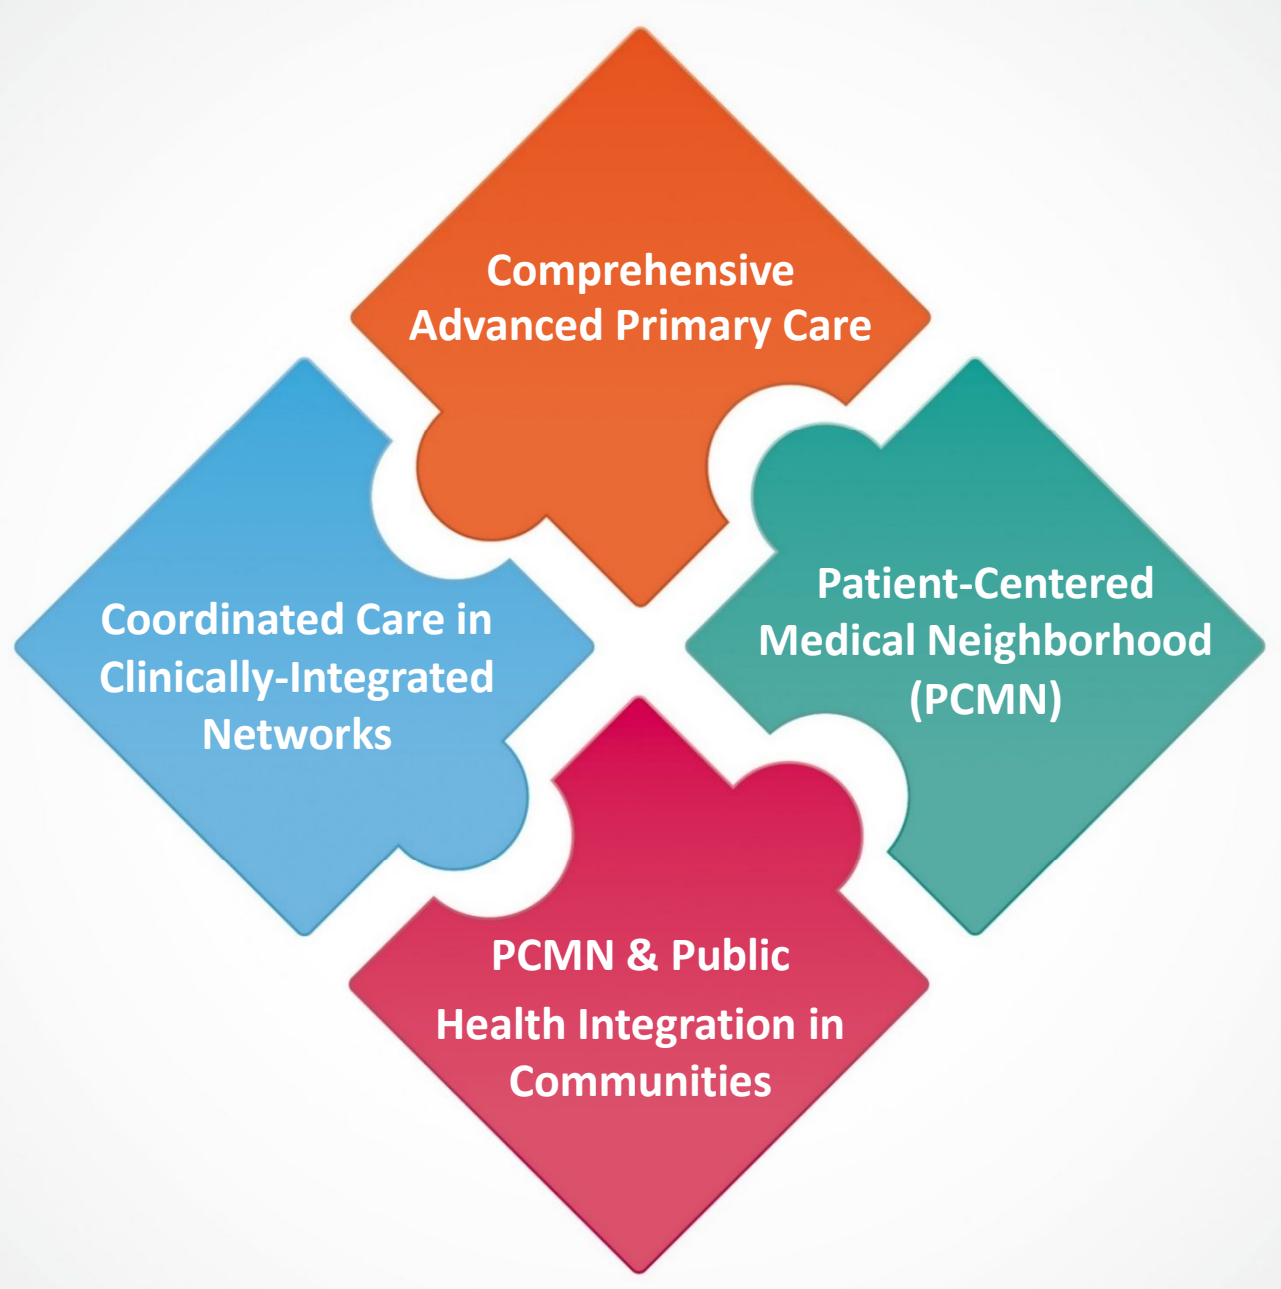 Comprehensive
Advanced Primary Care
Patient-Centered
Medical Neighborhood
(PCMN)
Coordinated Care in
Clinically-Integrated
Networks
PCMN & Public
Health Integration in
Communities